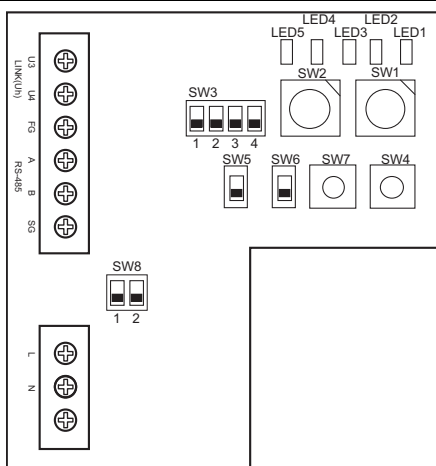 LED4 LED2
LED5 LED3 LED1
SW2 SW1
SW3
1 2 3 4
SW5 SW6 SW7 SW4
U3
U4
FG
A
B
SG
LINK(Uh)
RS-485
SW8
1 2
L
N